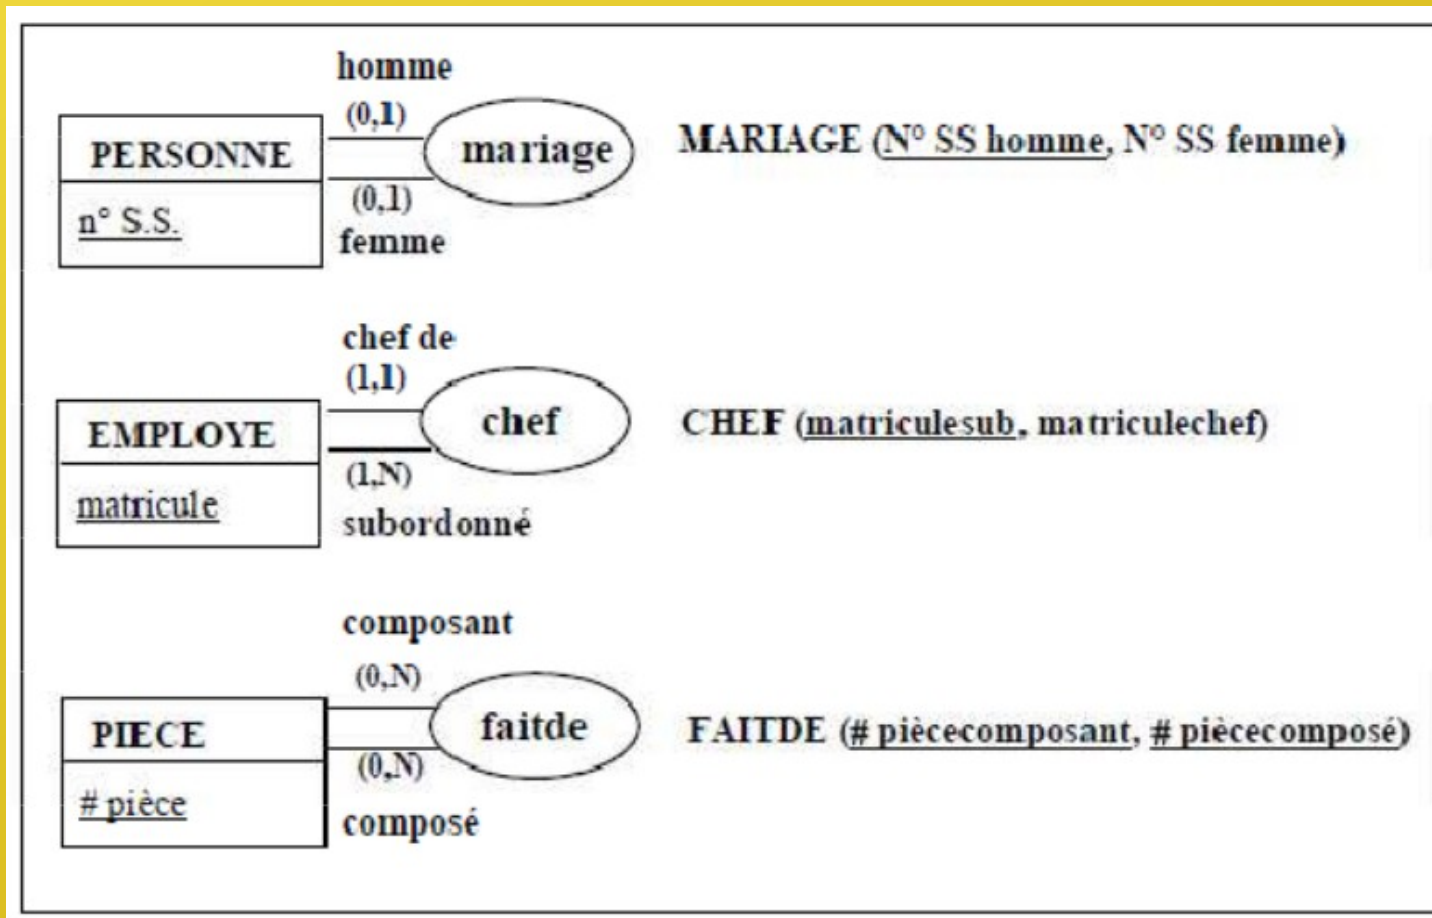 homme
(0,1)
PERSONNE
mariage
MARIAGE (N° SS homme, N° SS femme)
n° S.S.
(0,1)
femme
chef de
(1,1)
EMPLOYE
chef
CHEF (matriculesub, matriculechef)
matricule
(1,N)
subordonné
composant
(0,N)
PIECE
faitde
FAITDE (# piècecomposant, # piècecomposé)
# pièce
(0,N)
composé